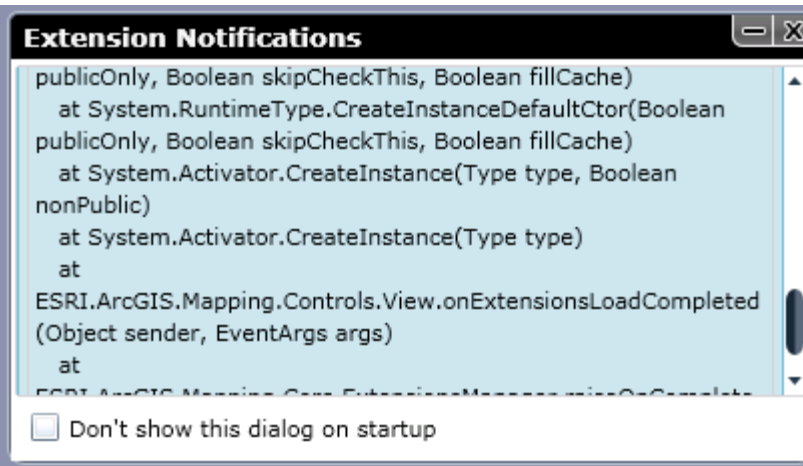 Extension Notifications
publicOnly, Boolean skipCheckThis, Boolean fillCache)
at System.RuntimeType.CreateInstanceDefaultCtor(Boolean
publicOnly, Boolean skipCheckThis, Boolean fillCache)
at System.Activator.CreateInstance(Type type, Boolean
nonPublic)
at System.Activator.CreateInstance(Type type)
at
ESRI.ArcGIS.Mapping.Controls.View.onExtensionsLoadCompleted
(Object sender, EventArgs args)
at
Don't show this dialog on startup